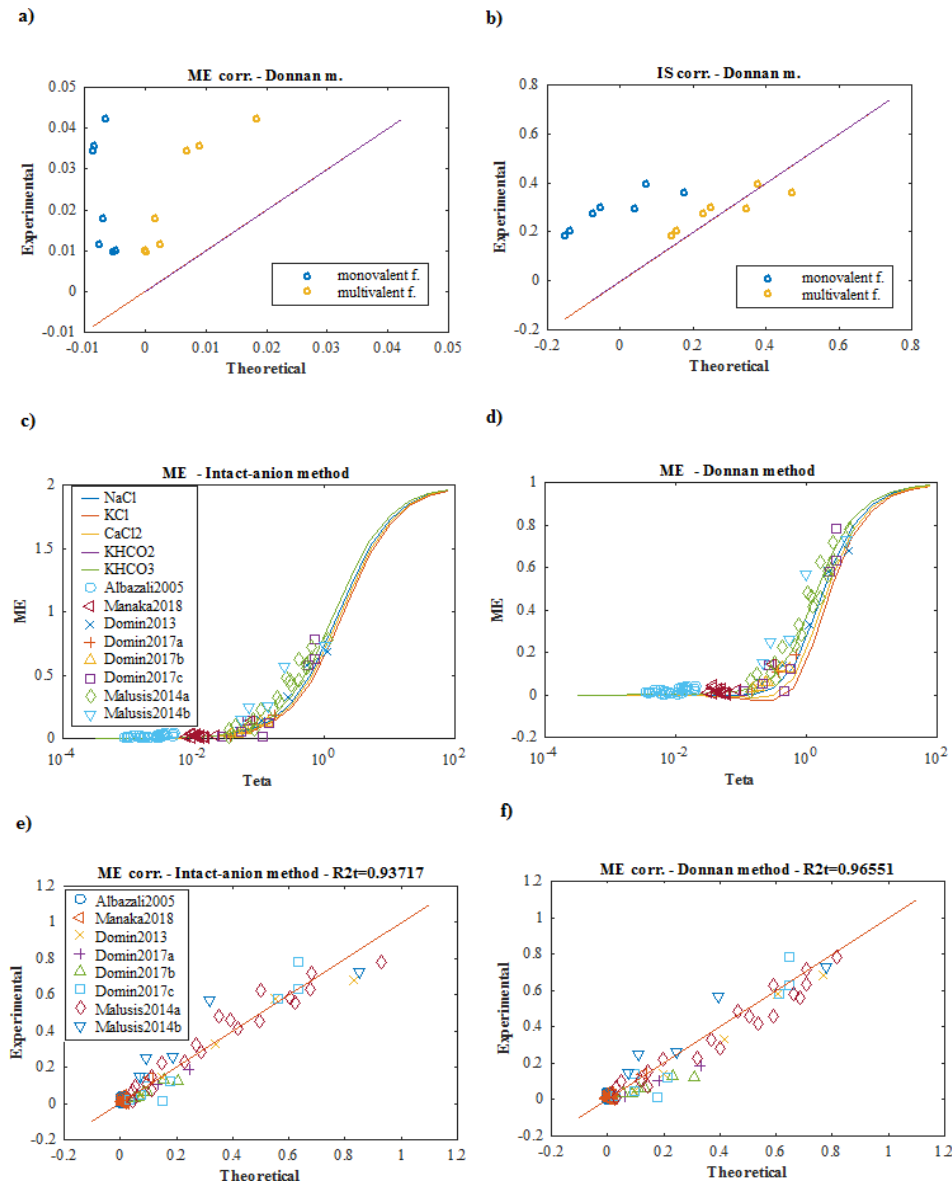 a)
ME corr. - Donnan m.
0.05
0.04
0.03
0.02
0.01
0
-0.01
Experimental
monovalent f.
multivalent f.
-0.01 0 0.01 0.02 0.03 0.04 0.05
Theoretical
b)
IS corr. - Donnan m.
0.8
0.6
0.4
0.2
0
-0.2
Experimental
monovalent f.
multivalent f.
-0.2 0 0.2 0.4 0.6 0.8
Theoretical
c)
ME - Intact-anion method
2
1.5
1
0.5
0
ME
NaCl
KCl
CaCl2
KHCO2
KHCO3
Albazali2005
Manaka2018
Domin2013
Domin2017a
Domin2017b
Domin2017c
Malusis2014a
Malusis2014b
10-4 10-2 100 102
Teta
d)
ME - Donnan method
1
0.8
0.6
0.4
0.2
0
-0.2
ME
10-4 10-2 100 102
Teta
e)
ME corr. - Intact-anion method - R2t=0.93717
1.2
1
0.8
0.6
0.4
0.2
0
-0.2
Experimental
Albazali2005
Manaka2018
Domin2013
Domin2017a
Domin2017b
Domin2017c
Malusis2014a
Malusis2014b
-0.2 0 0.2 0.4 0.6 0.8 1 1.2
Theoretical
f)
ME corr. - Donnan method - R2t=0.96551
1.2
1
0.8
0.6
0.4
0.2
0
-0.2
Experimental
-0.2 0 0.2 0.4 0.6 0.8 1 1.2
Theoretical